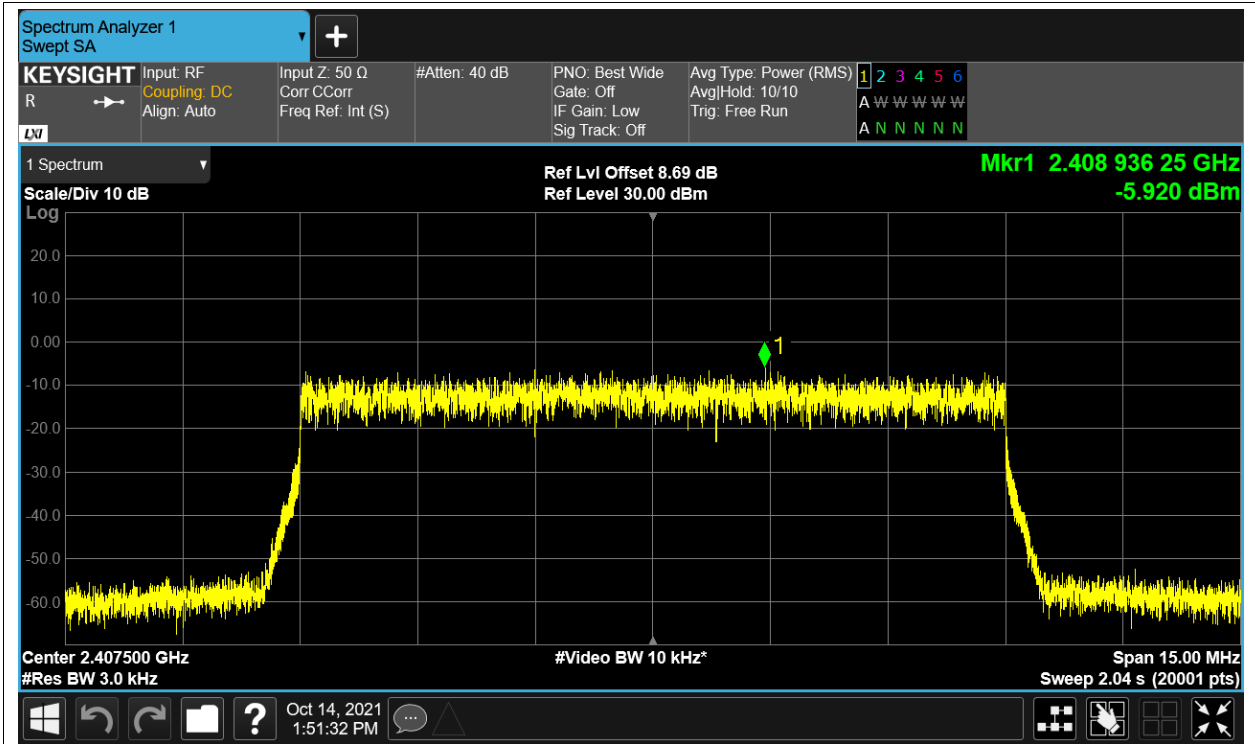 Spectrum Analyzer 1
Swept SA
KEYSIGHT
R
LXI
Input: RF
Coupling: DC
Align: Auto
Input Z: 50 Ω
Corr CCorr
Freq Ref: Int (S)
#Atten: 40 dB
PNO: Best Wide
Gate: Off
IF Gain: Low
Sig Track: Off
Avg Type: Power (RMS)
Avg|Hold: 10/10
Trig: Free Run
1 2 3 4 5 6
A W W W W W
A N N N N N
1 Spectrum
Scale/Div 10 dB
Log
Ref Lvl Offset 8.69 dB
Ref Level 30.00 dBm
Mkr1 2.408 936 25 GHz
-5.920 dBm
20.0
10.0
0.00
1
-10.0
-20.0
-30.0
-40.0
-50.0
-60.0
Center 2.407500 GHz
#Video BW 10 kHz*
Span 15.00 MHz
#Res BW 3.0 kHz
Sweep 2.04 s (20001 pts)
?
Oct 14, 2021
1:51:32 PM